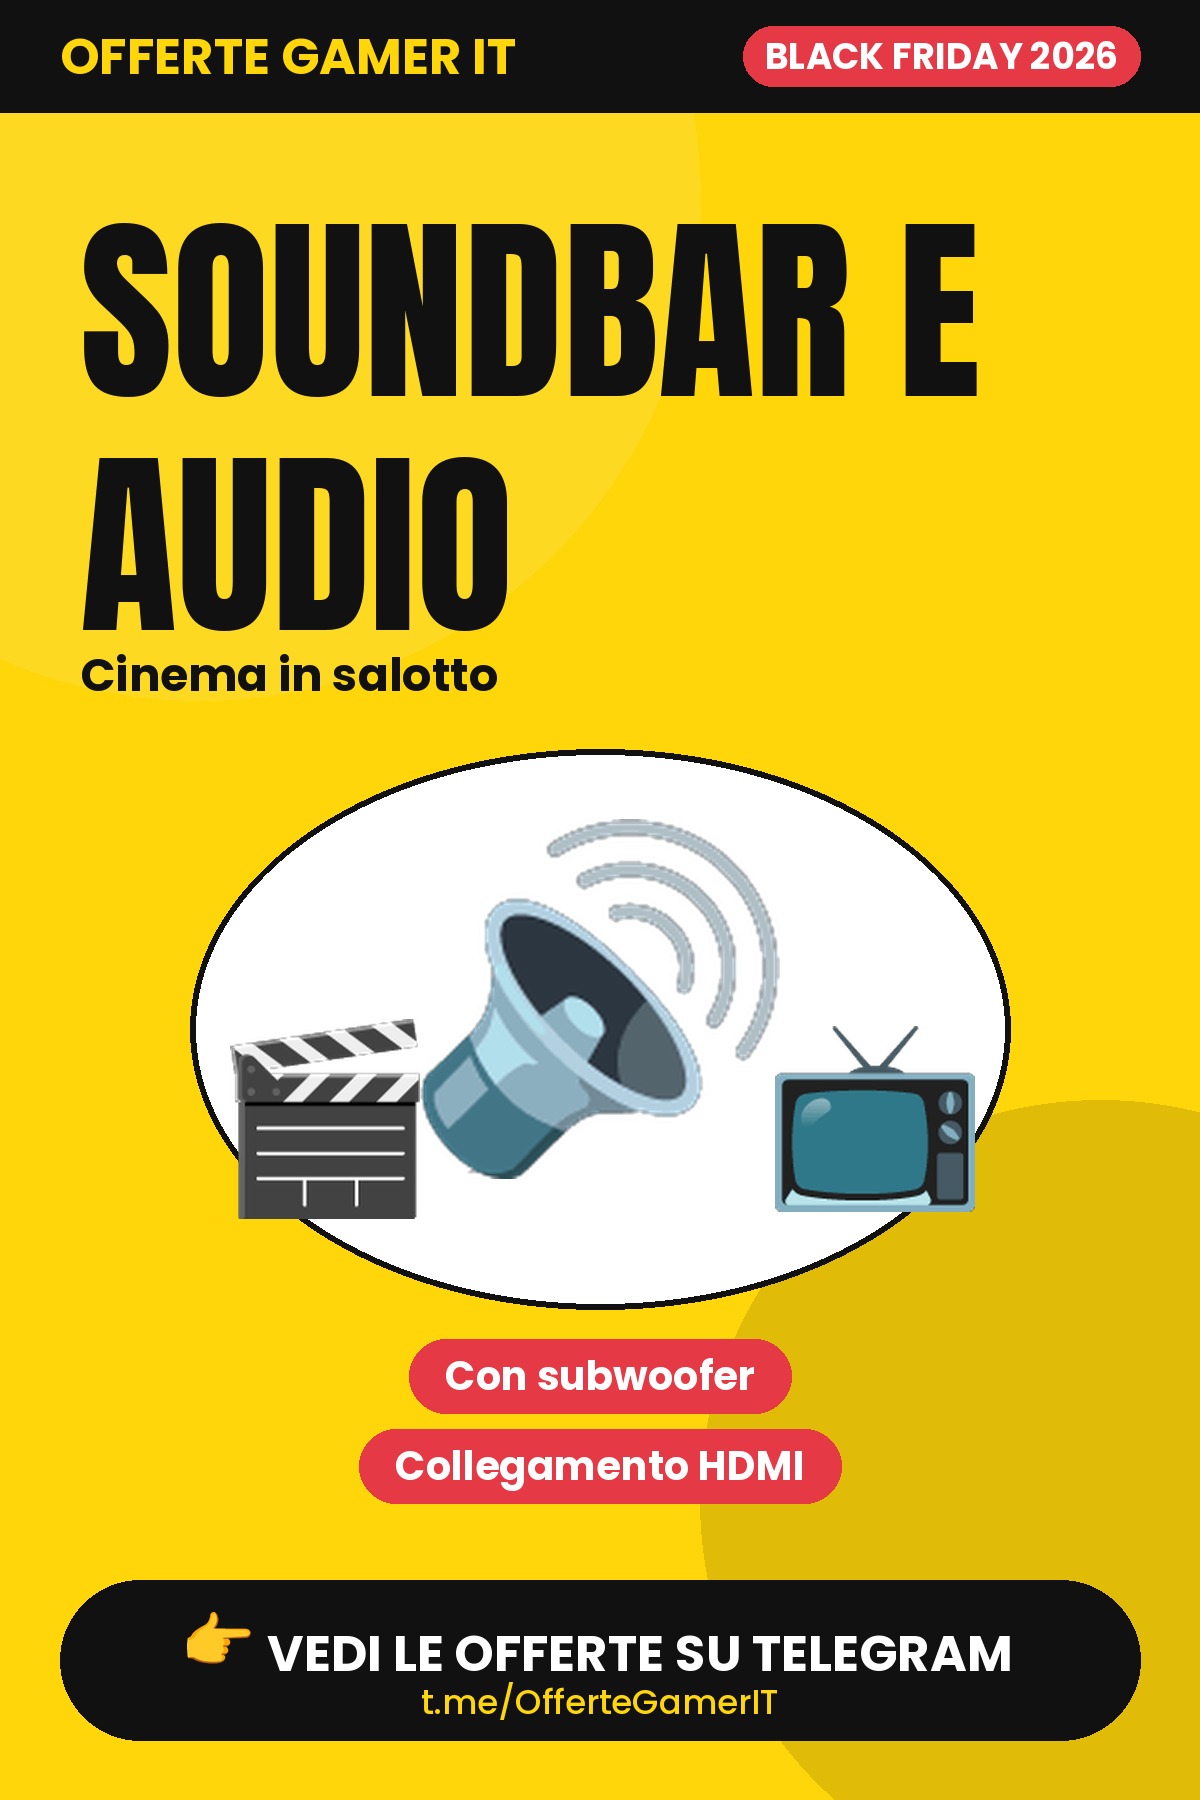 OFFERTE GAMER IT
BLACK FRIDAY 2026
SOUNDBAR E
AUDIO
Cinema in salotto
Con subwoofer
Collegamento HDMI
👉 VEDI LE OFFERTE SU TELEGRAM
t.me/OfferteGamerIT